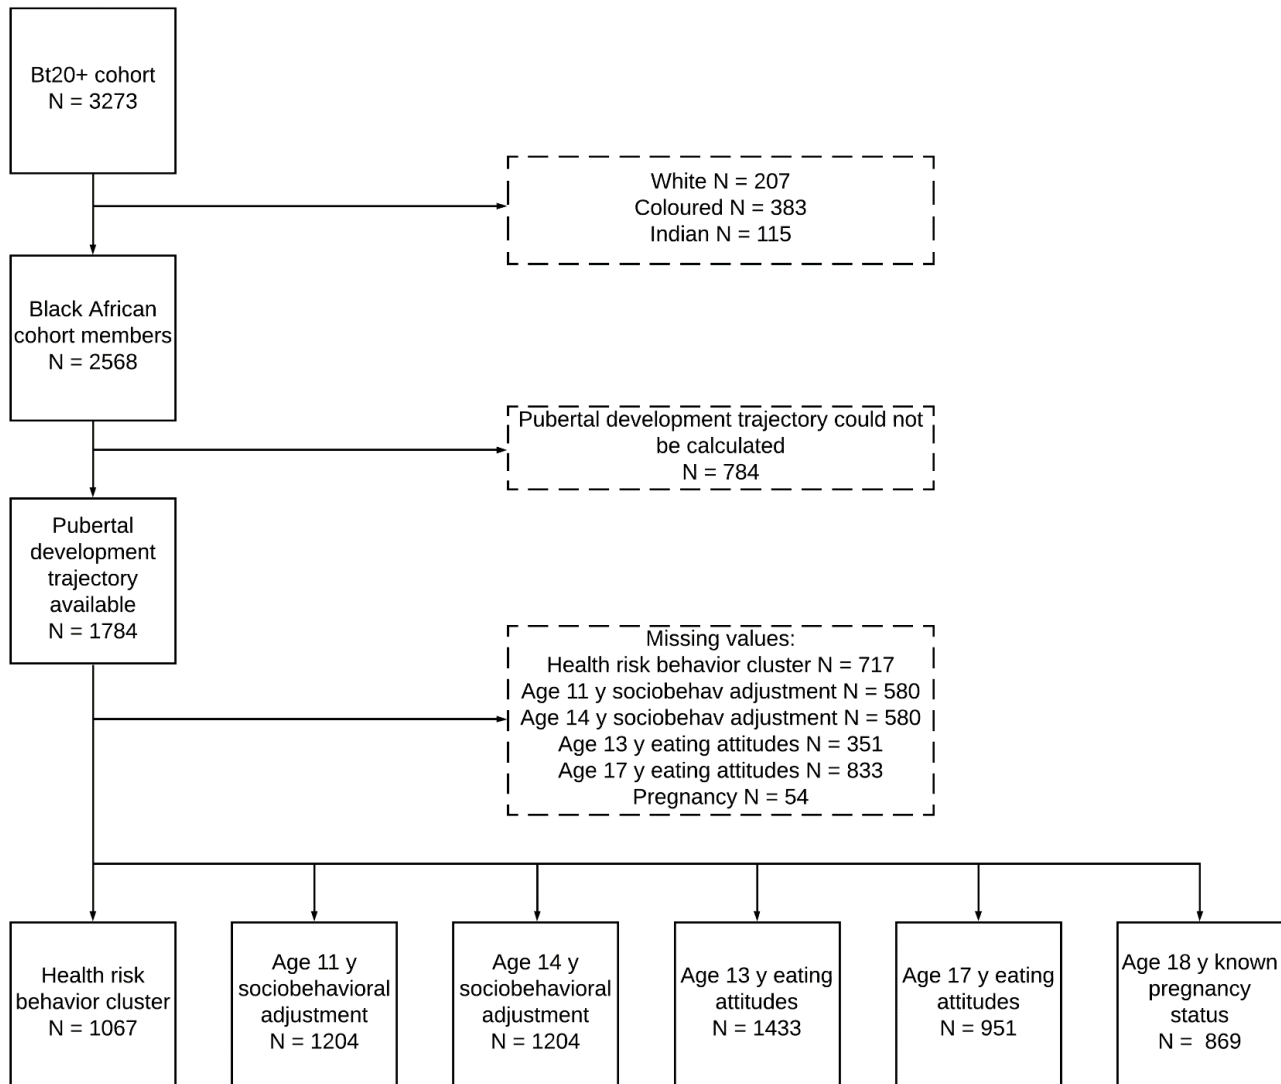 Bt20+ cohort
N = 3273
White N = 207
Coloured N = 383
Indian N = 115
Black African
cohort members
N = 2568
Pubertal development trajectory could not
be calculated
N = 784
Pubertal
development
trajectory
available
N = 1784
Missing values:
Health risk behavior cluster N = 717
Age 11 y sociobehav adjustment N = 580
Age 14 y sociobehav adjustment N = 580
Age 13 y eating attitudes N = 351
Age 17 y eating attitudes N = 833
Pregnancy N = 54
Health risk
behavior cluster
N = 1067
Age 11 y
sociobehavioral
adjustment
N = 1204
Age 14 y
sociobehavioral
adjustment
N = 1204
Age 13 y eating
attitudes
N = 1433
Age 17 y eating
attitudes
N = 951
Age 18 y known
pregnancy
status
N =  869